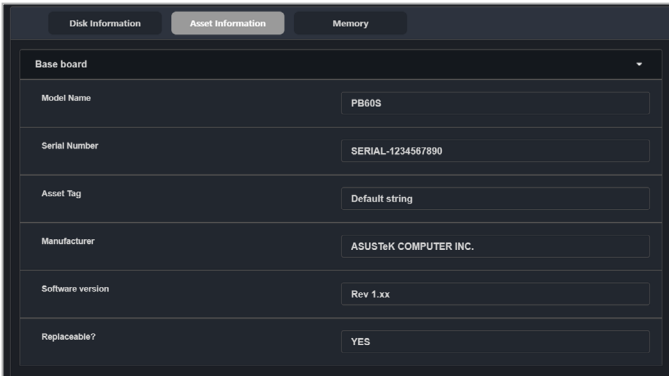 Disk Information Asset Information Memory
Base board
Model Name PB60S
Serial Number SERIAL-1234567890
Asset Tag Default string
Manufacturer ASUSTeK COMPUTER INC.
Software version Rev 1.xx
Replaceable? YES